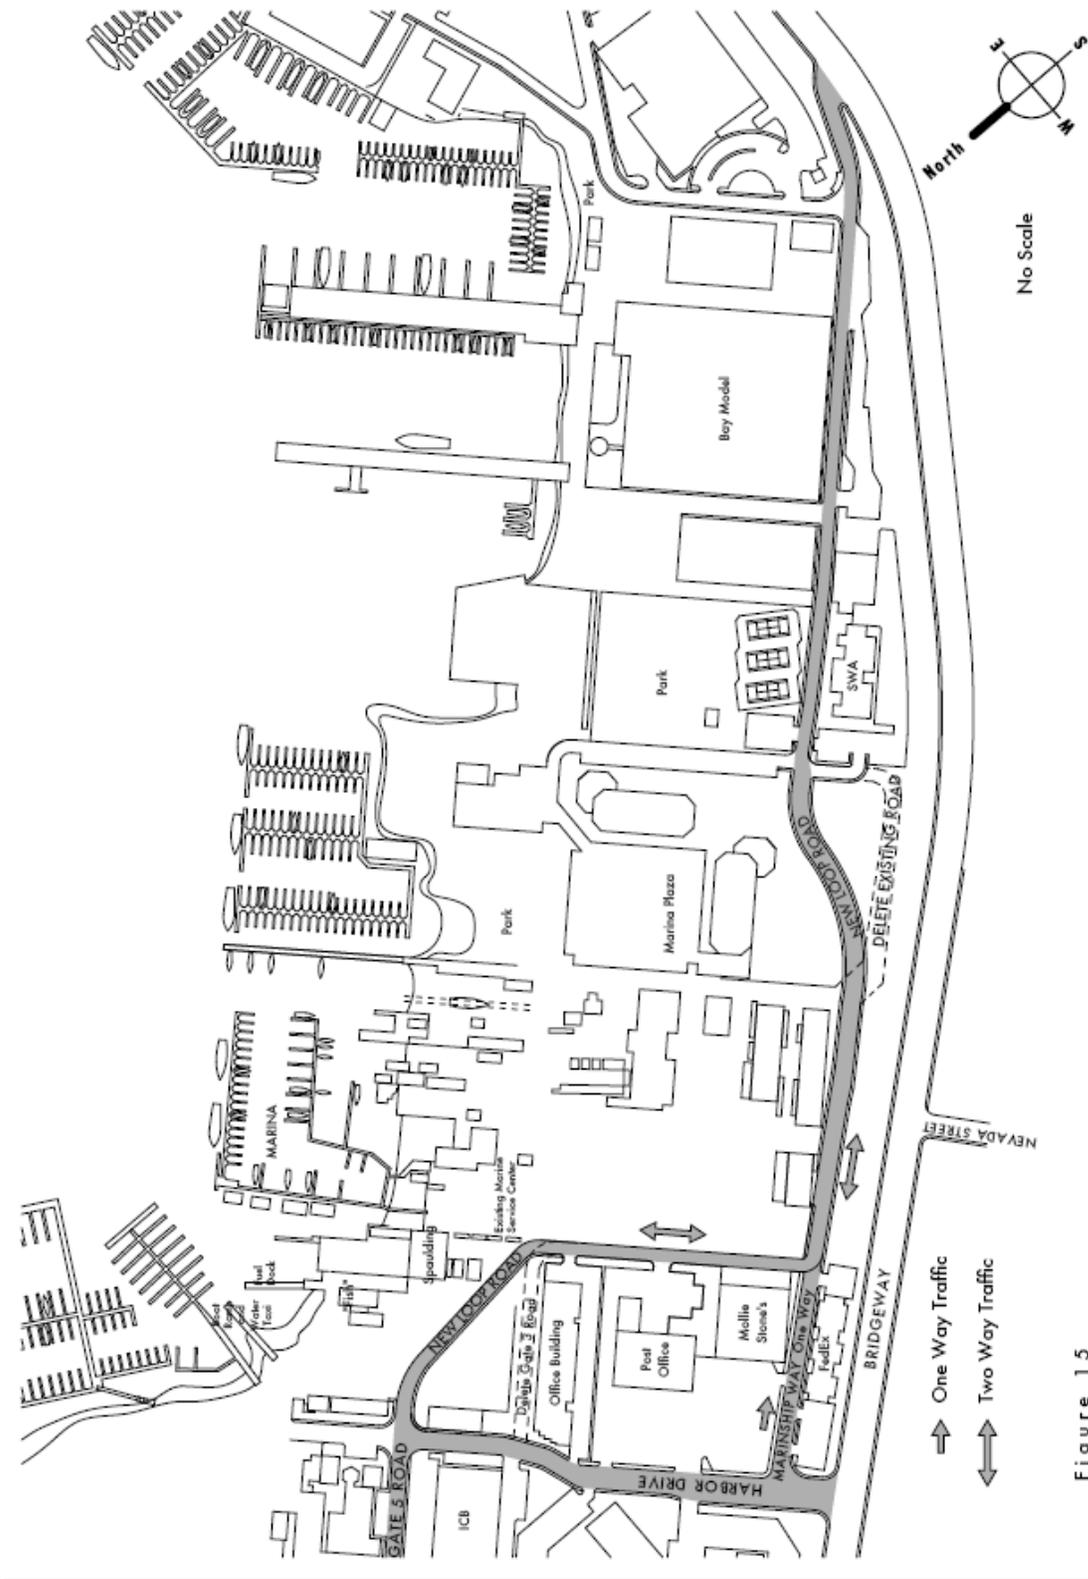 E
S
North
W
No Scale
Park
Bay Model
Park
SWA
NEW LOOP ROAD
DELETE EXISTING ROAD
Marina Plaza
Park
MARINA
Existing Marine
Service Center
NEVADA STREET
Fuel
Dock
Water
Taxi
"Fish"
Spaulding
NEW LOOP ROAD
Delete Gate 3 Road
Office Building
Post
Office
Mollie
Stone's
MARINSHIP WAY One Way
FedEx
BRIDGEWAY
GATE 5 ROAD
ICB
HARBOR DRIVE
One Way Traffic
Two Way Traffic
Figure 15